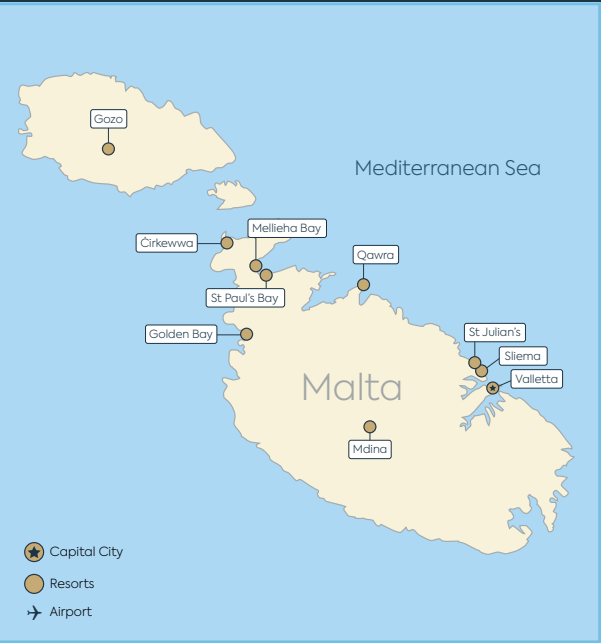 Gozo
Mediterranean Sea
Mellieha Bay
Ċirkewwa
Qawra
St Paul's Bay
Golden Bay
St Julian's
Sliema
Valletta
Malta
Mdina
Capital City
Resorts
Airport